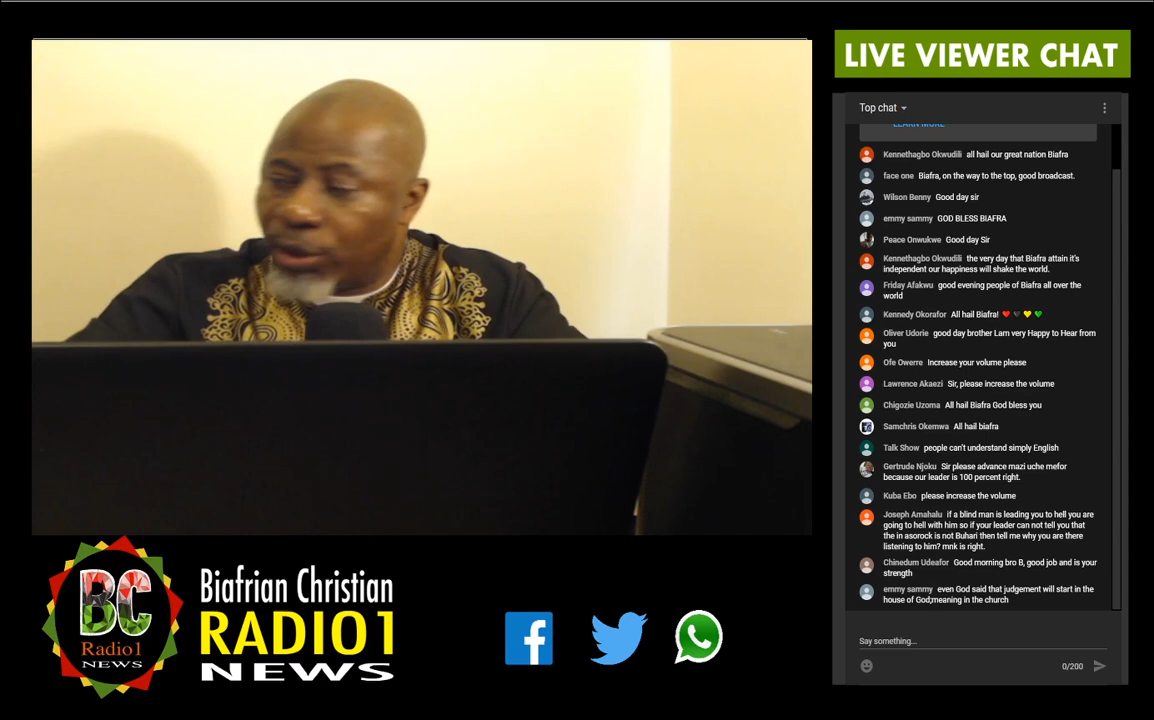 LIVE VIEWER CHAT
Top chat
LEARN MORE
Kennethagbo Okwudili all hail our great nation Biafra
face one Biafra, on the way to the top, good broadcast.
Wilson Benny Good day sir
emmy sammy GOD BLESS BIAFRA
Peace Onwukwe Good day Sir
Kennethagbo Okwudili the very day that Biafra attain it's
independent our happiness will shake the world.
Friday Afakwu good evening people of Biafra all over the
world
Kennedy Okorafor All hail Biafra! ❤️ 🖤 💛 💚
Oliver Udorie good day brother I,am very Happy to Hear from
you
Ofe Owerre Increase your volume please
Lawrence Akaezi Sir, please increase the volume
Chigozie Uzoma All hail Biafra God bless you
Samchris Okemwa All hail biafra
Talk Show people can't understand simply English
Gertrude Njoku Sir please advance mazi uche mefor
because our leader is 100 percent right.
Kuba Ebo please increase the volume
Joseph Amahalu if a blind man is leading you to hell you are
going to hell with him so if your leader can not tell you that
the in asorock is not Buhari then tell me why you are there
listening to him? mnk is right.
Chinedum Udeafor Good morning bro B, good job and is your
strength
emmy sammy even God said that judgement will start in the
house of God;meaning in the church
Say something...
0/200
BC
Radio1
NEWS
Biafrian Christian
RADIO1
NEWS